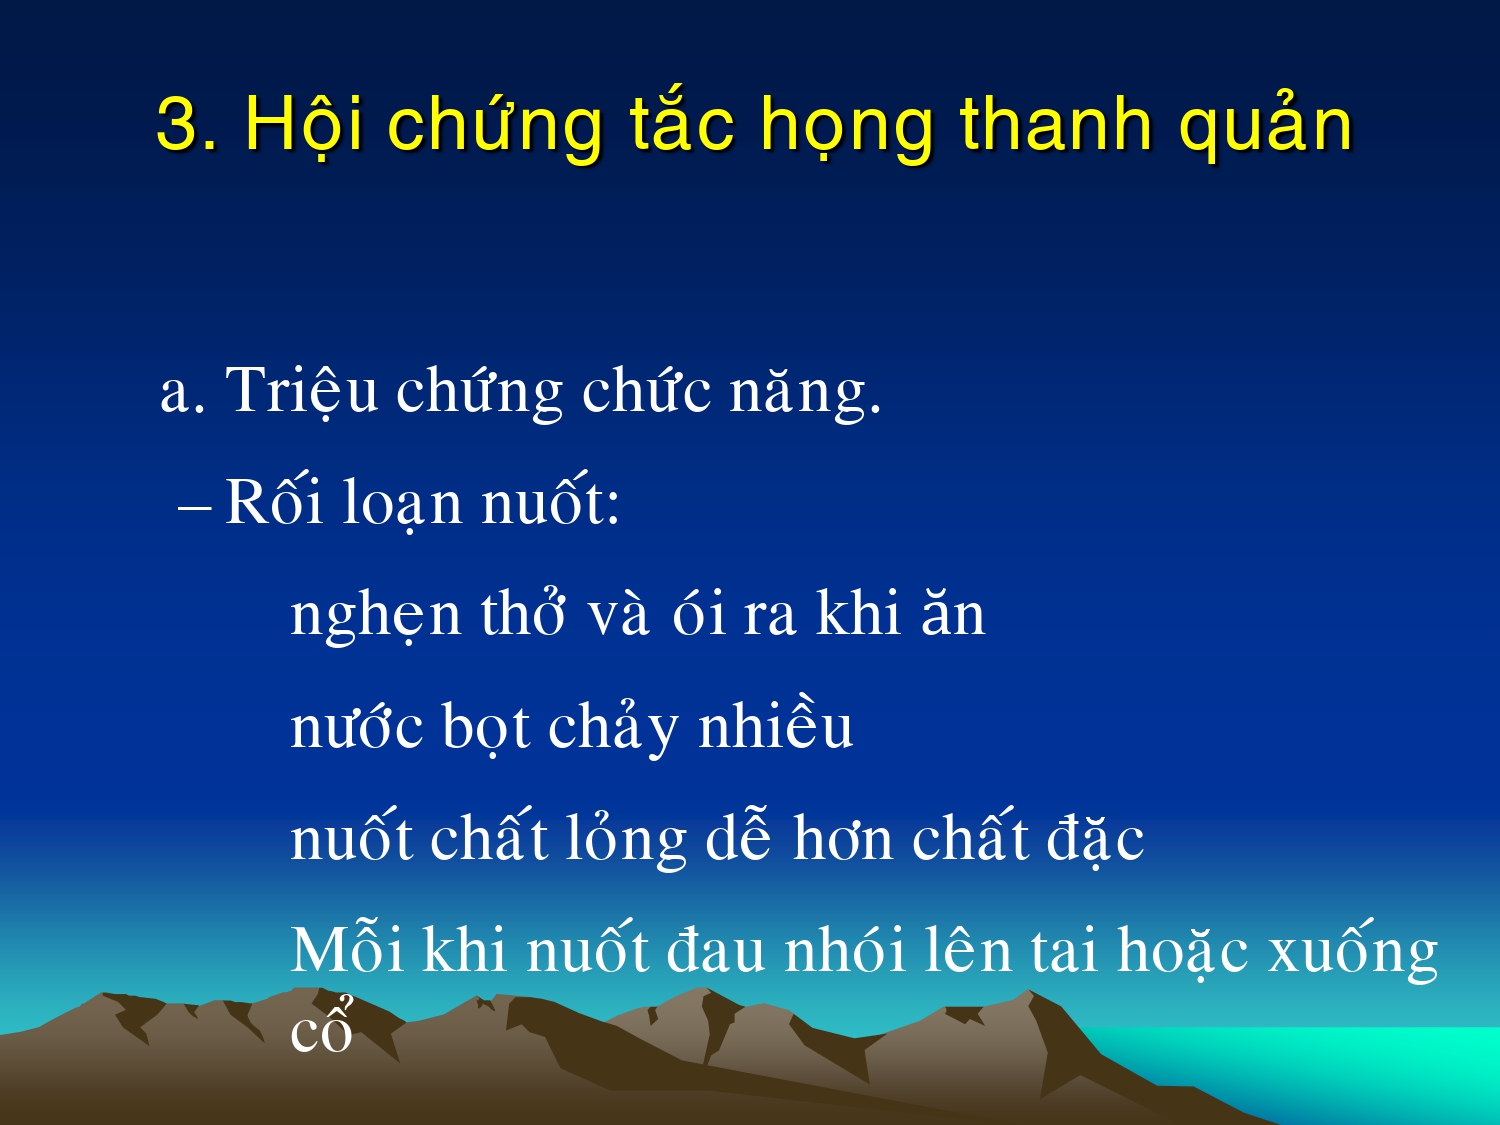 3. Hội chứng tắc họng thanh quản
a. Triệu chứng chức năng.
– Rối loạn nuốt:
nghẹn thở và ói ra khi ăn
nước bọt chảy nhiều
nuốt chất lỏng dễ hơn chất đặc
Mỗi khi nuốt đau nhói lên tai hoặc xuống
cổ